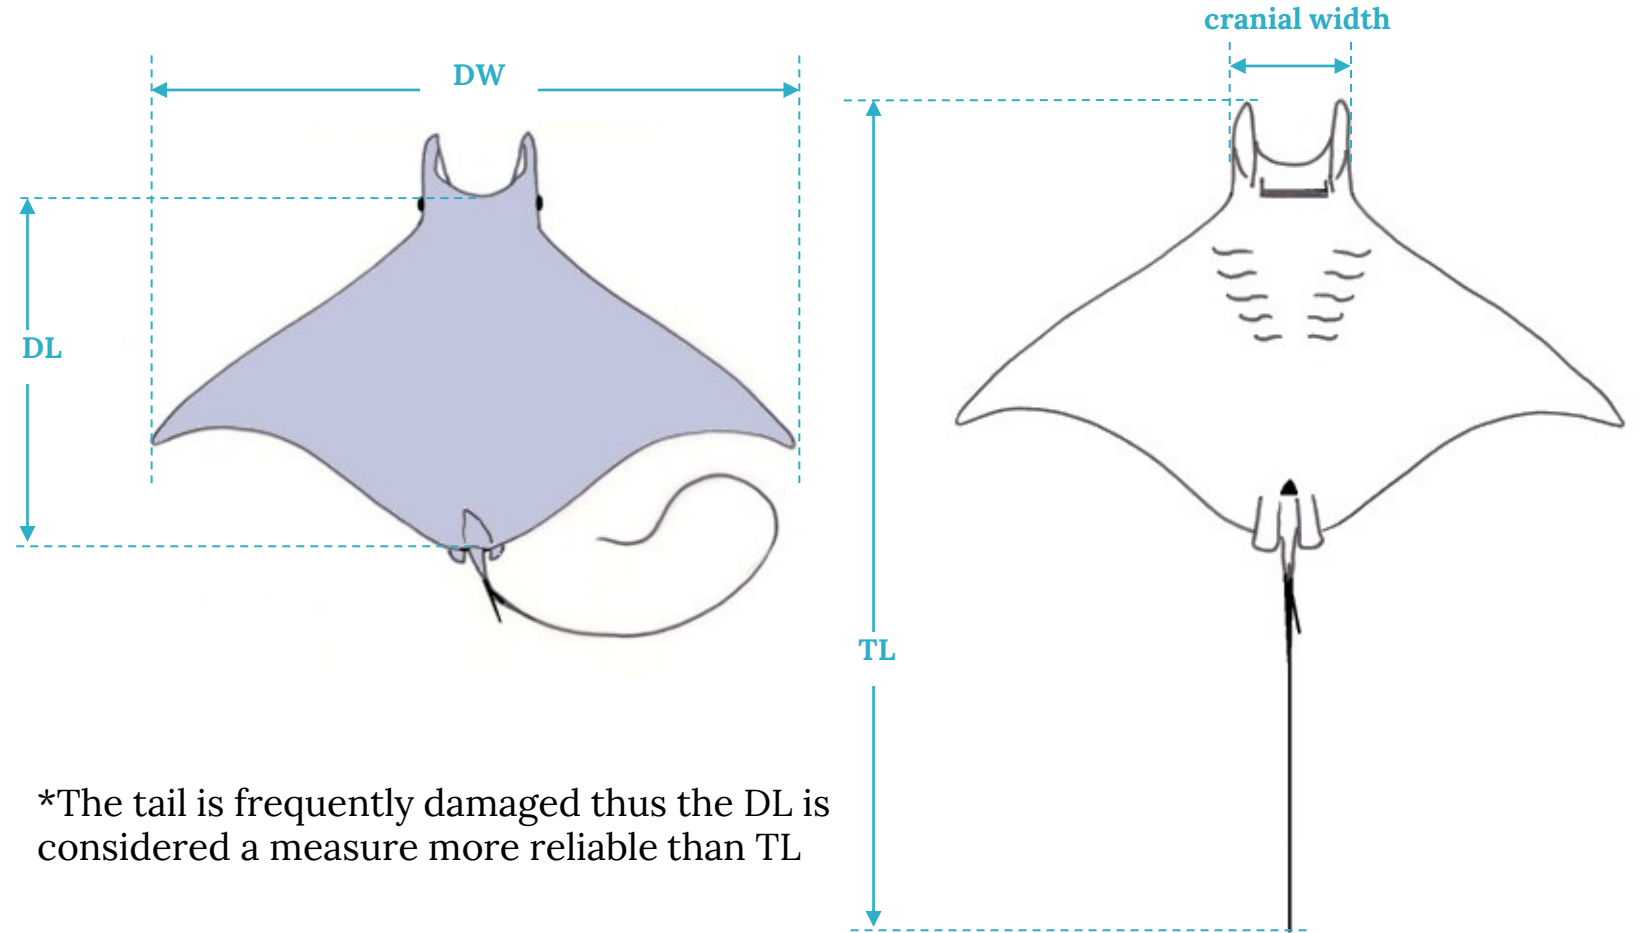 cranial width
DW
DL
TL
*The tail is frequently damaged thus the DL is
considered a measure more reliable than TL